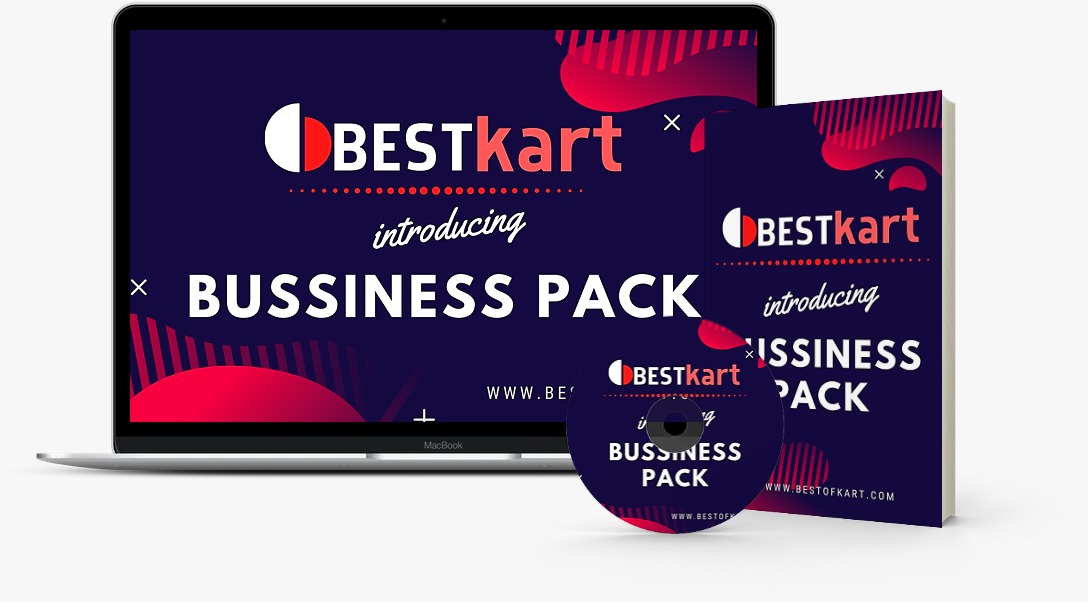 BESTkart
introducing
BUSSINESS PACK
WWW.BES
MacBook
BESTkart
introducing
USSINESS
PACK
WWW.BESTOFKART.COM
BESTkart
BUSSINESS
PACK
WWW.BESTOFK